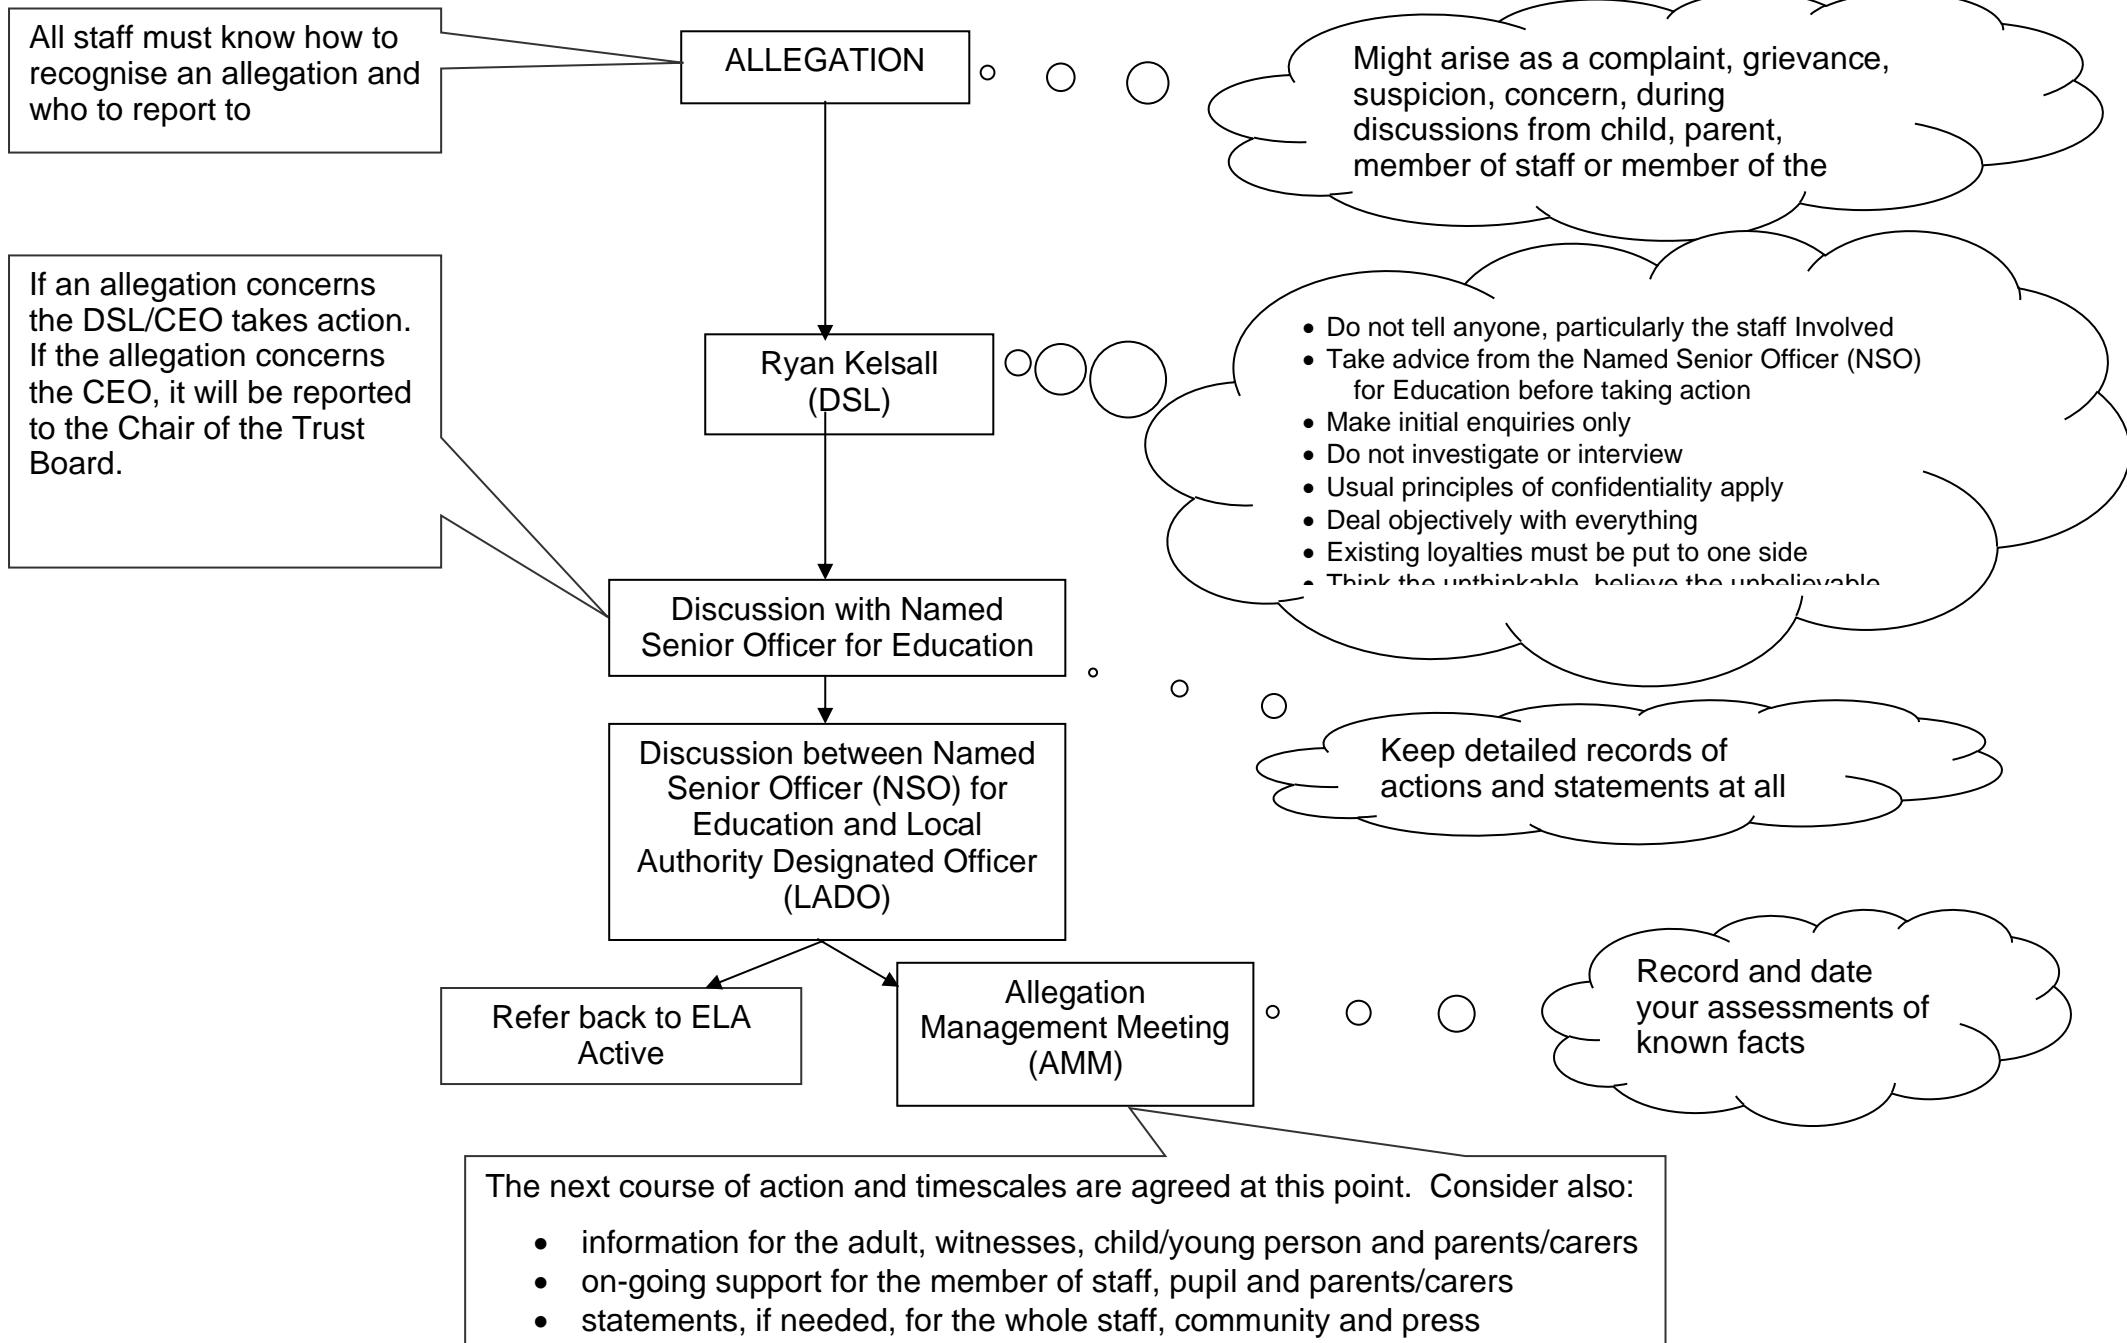 All staff must know how to
recognise an allegation and
who to report to
ALLEGATION
Might arise as a complaint, grievance,
suspicion, concern, during
discussions from child, parent,
member of staff or member of the
If an allegation concerns
the DSL/CEO takes action.
If the allegation concerns
the CEO, it will be reported
to the Chair of the Trust
Board.
Ryan Kelsall
(DSL)
• Do not tell anyone, particularly the staff Involved
• Take advice from the Named Senior Officer (NSO)
for Education before taking action
• Make initial enquiries only
• Do not investigate or interview
• Usual principles of confidentiality apply
• Deal objectively with everything
• Existing loyalties must be put to one side
• Think the unthinkable, believe the unbelievable
Discussion with Named
Senior Officer for Education
Keep detailed records of
actions and statements at all
Discussion between Named
Senior Officer (NSO) for
Education and Local
Authority Designated Officer
(LADO)
Refer back to ELA
Active
Allegation
Management Meeting
(AMM)
Record and date
your assessments of
known facts
The next course of action and timescales are agreed at this point.  Consider also:
• information for the adult, witnesses, child/young person and parents/carers
• on-going support for the member of staff, pupil and parents/carers
• statements, if needed, for the whole staff, community and press